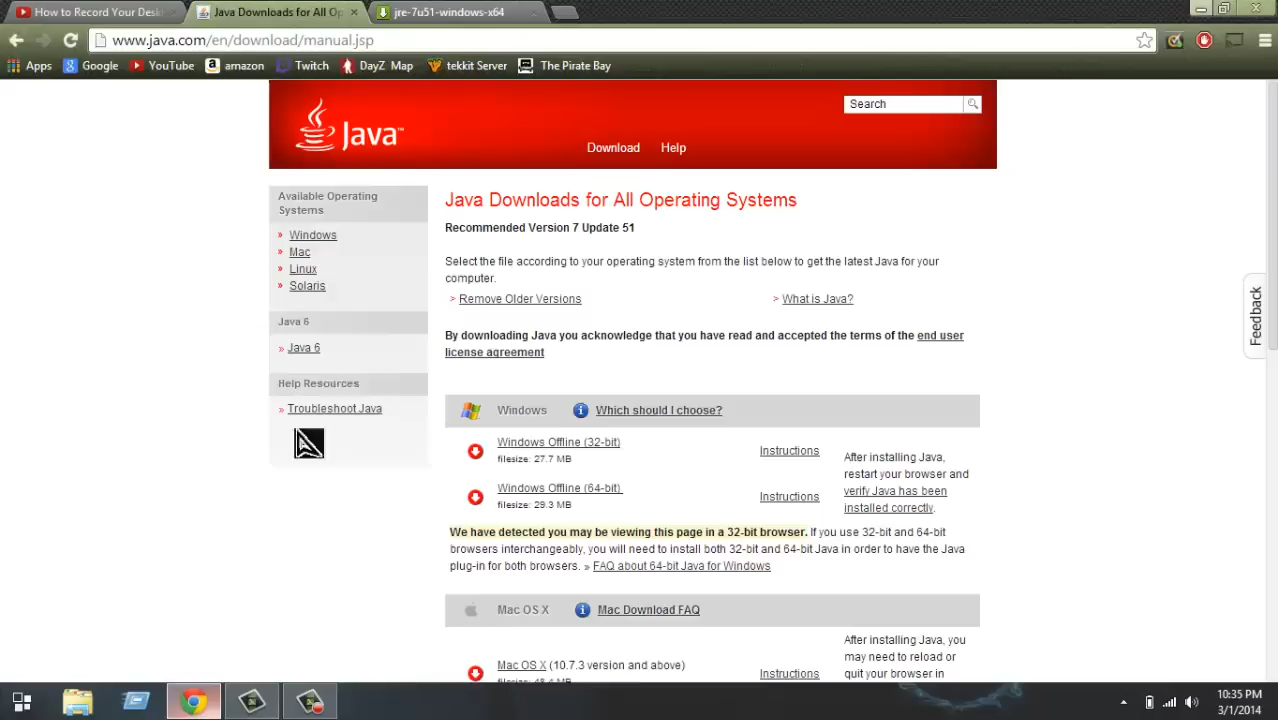 How to Record Your Desk
Java Downloads for All Op
jre-7u51-windows-x64
www.java.com/en/download/manual.jsp
Apps Google YouTube amazon Twitch DayZ Map tekkit Server The Pirate Bay
Java™
Search
Download Help
Available Operating
Systems
» Windows
» Mac
» Linux
» Solaris
Java 6
» Java 6
Help Resources
» Troubleshoot Java
Java Downloads for All Operating Systems
Recommended Version 7 Update 51
Select the file according to your operating system from the list below to get the latest Java for your
computer.
> Remove Older Versions > What is Java?
By downloading Java you acknowledge that you have read and accepted the terms of the end user
license agreement
Windows Which should I choose?
Windows Offline (32-bit)
filesize: 27.7 MB
Instructions
Windows Offline (64-bit)
filesize: 29.3 MB
Instructions
After installing Java,
restart your browser and
verify Java has been
installed correctly.
We have detected you may be viewing this page in a 32-bit browser. If you use 32-bit and 64-bit
browsers interchangeably, you will need to install both 32-bit and 64-bit Java in order to have the Java
plug-in for both browsers. » FAQ about 64-bit Java for Windows
Mac OS X Mac Download FAQ
Mac OS X (10.7.3 version and above)
filesize: 48.4 MB
Instructions
After installing Java, you
may need to reload or
quit your browser in
Feedback
10:35 PM
3/1/2014